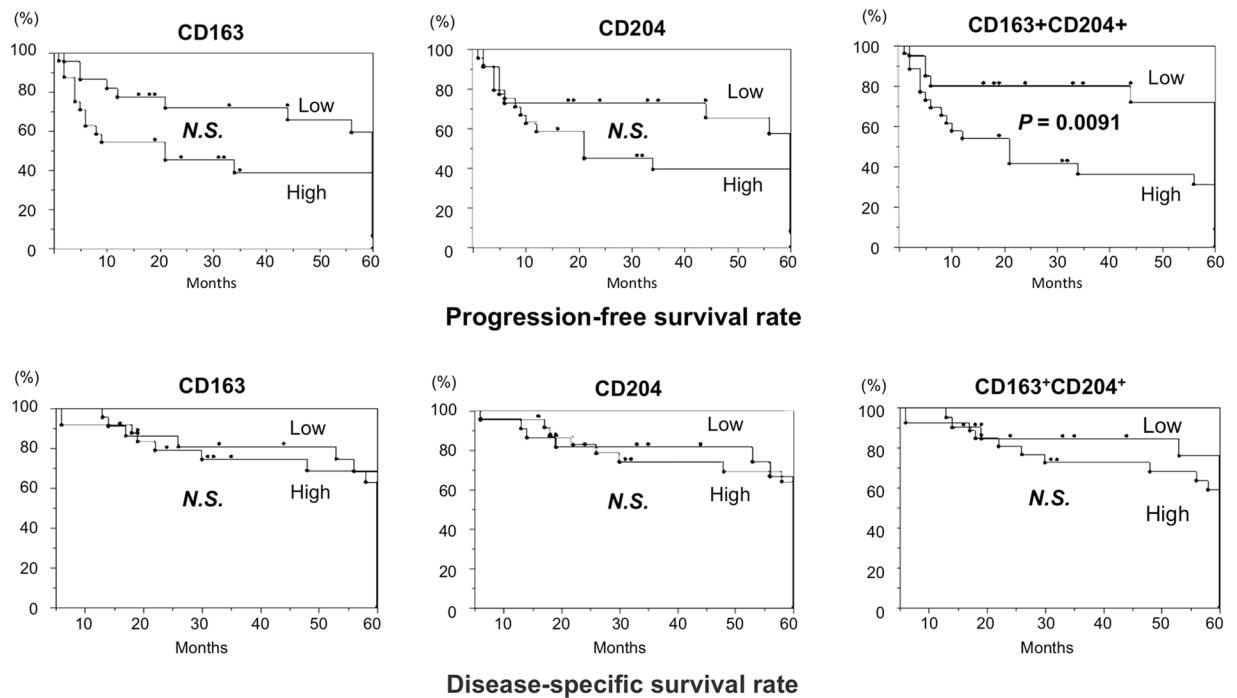 (%)
CD163
100
80
60
40
20
0
Low
N.S.
High
10 20 30 40 50 60
Months
(%)
CD204
100
80
60
40
20
0
Low
N.S.
High
10 20 30 40 50 60
Months
(%)
CD163+CD204+
100
80
60
40
20
0
Low
P = 0.0091
High
10 20 30 40 50 60
Months
Progression-free survival rate
(%)
CD163
100
80
60
40
20
0
Low
High
N.S.
10 20 30 40 50 60
Months
(%)
CD204
100
80
60
40
20
0
Low
High
N.S.
10 20 30 40 50 60
Months
(%)
CD163⁺CD204⁺
100
80
60
40
20
0
Low
N.S.
High
10 20 30 40 50 60
Months
Disease-specific survival rate